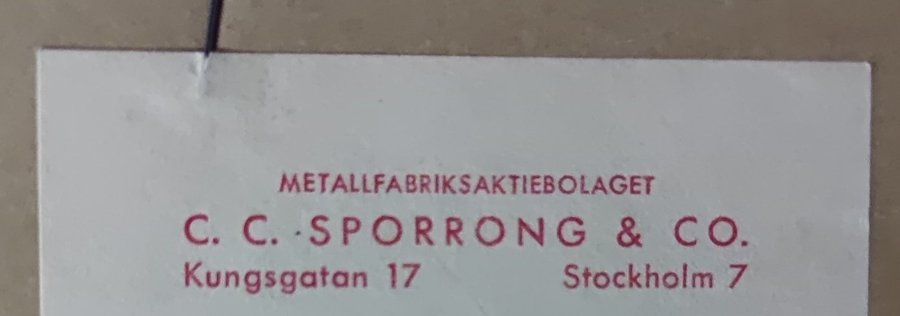 METALLFABRIKSAKTIEBOLAGET
C. C. SPORRONG & CO.
Kungsgatan 17 Stockholm 7